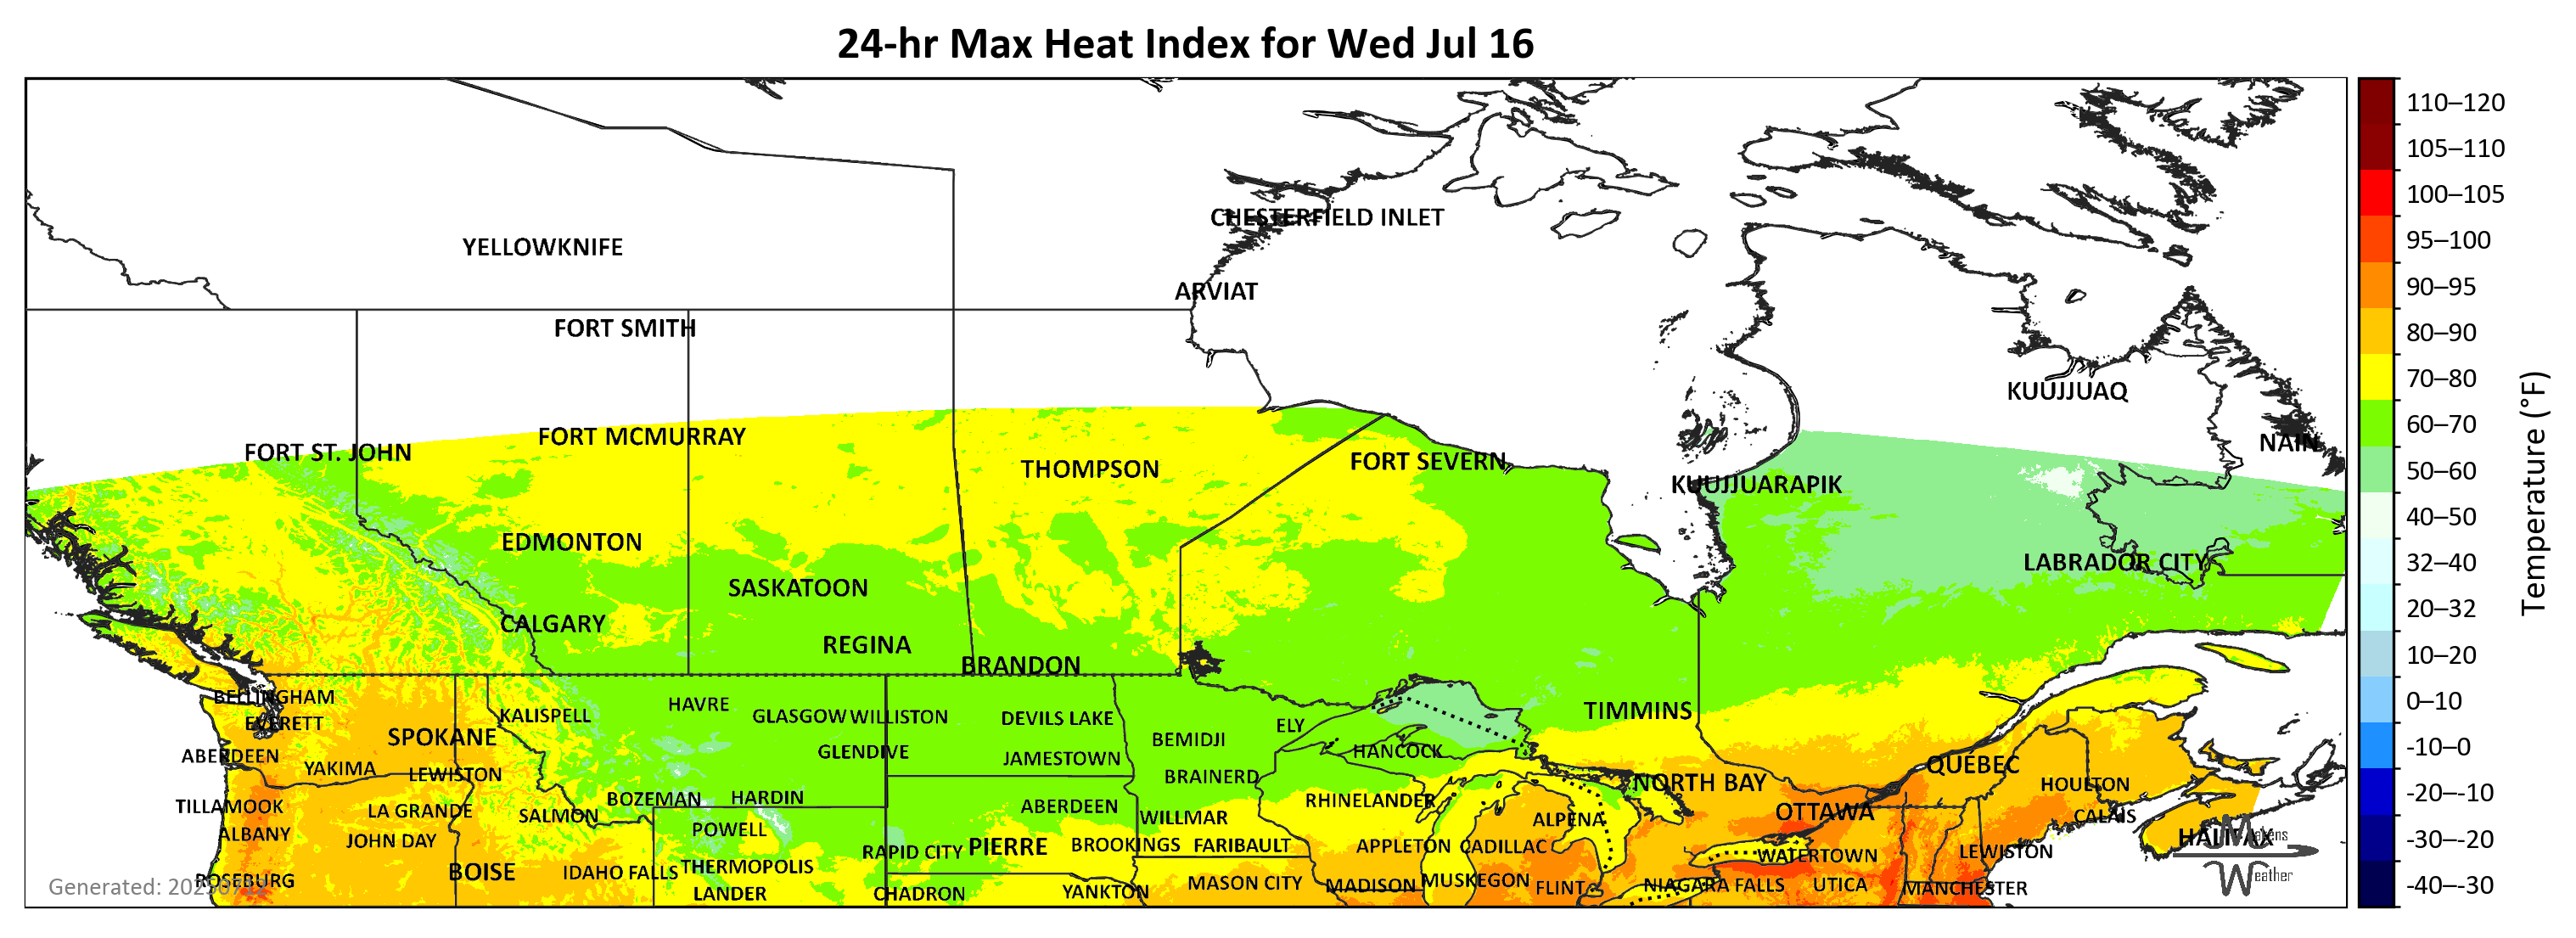 24-hr Max Heat Index for Wed Jul 16
110–120
105–110
CHESTERFIELD INLET
100–105
YELLOWKNIFE
95–100
ARVIAT
90–95
FORT SMITH
80–90
KUUJJUAQ
70–80
FORT ST. JOHN
FORT MCMURRAY
THOMPSON
FORT SEVERN
NAIN
60–70
KUUJJUARAPIK
50–60
EDMONTON
40–50
LABRADOR CITY
32–40
SASKATOON
20–32
CALGARY
REGINA
BRANDON
10–20
Temperature (°F)
BELLINGHAM
KALISPELL
HAVRE
GLASGOW
WILLISTON
DEVILS LAKE
ELY
TIMMINS
0–10
EVERETT
SPOKANE
GLENDIVE
JAMESTOWN
BEMIDJI
HANCOCK
-10–0
ABERDEEN
YAKIMA
LEWISTON
BRAINERD
NORTH BAY
QUÉBEC
HOULTON
-20–-10
TILLAMOOK
LA GRANDE
SALMON
BOZEMAN
HARDIN
ABERDEEN
WILLMAR
RHINELANDER
ALPENA
OTTAWA
CALAIS
ALBANY
JOHN DAY
POWELL
RAPID CITY
PIERRE
BROOKINGS
FARIBAULT
APPLETON
CADILLAC
WATERTOWN
LEWISTON
HALIFAX
-30–-20
ROSEBURG
BOISE
IDAHO FALLS
THERMOPOLIS
LANDER
CHADRON
YANKTON
MASON CITY
MADISON
MUSKEGON
FLINT
NIAGARA FALLS
UTICA
MANCHESTER
Weather
-40–-30
Generated: